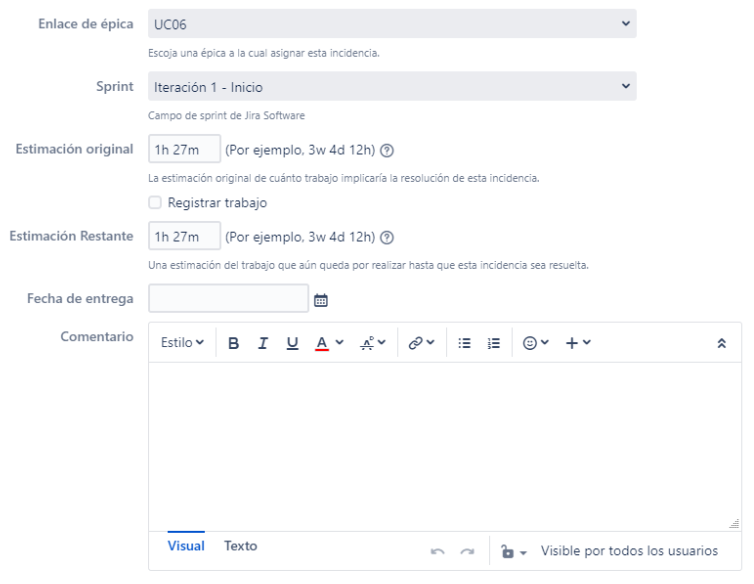 Enlace de épica UC06
Escoja una épica a la cual asignar esta incidencia.
Sprint Iteración 1 - Inicio
Campo de sprint de Jira Software
Estimación original 1h 27m (Por ejemplo, 3w 4d 12h)
La estimación original de cuánto trabajo implicaría la resolución de esta incidencia.
Registrar trabajo
Estimación Restante 1h 27m (Por ejemplo, 3w 4d 12h)
Una estimación del trabajo que aún queda por realizar hasta que esta incidencia sea resuelta.
Fecha de entrega
Comentario
Estilo B I U A
Visual Texto Visible por todos los usuarios